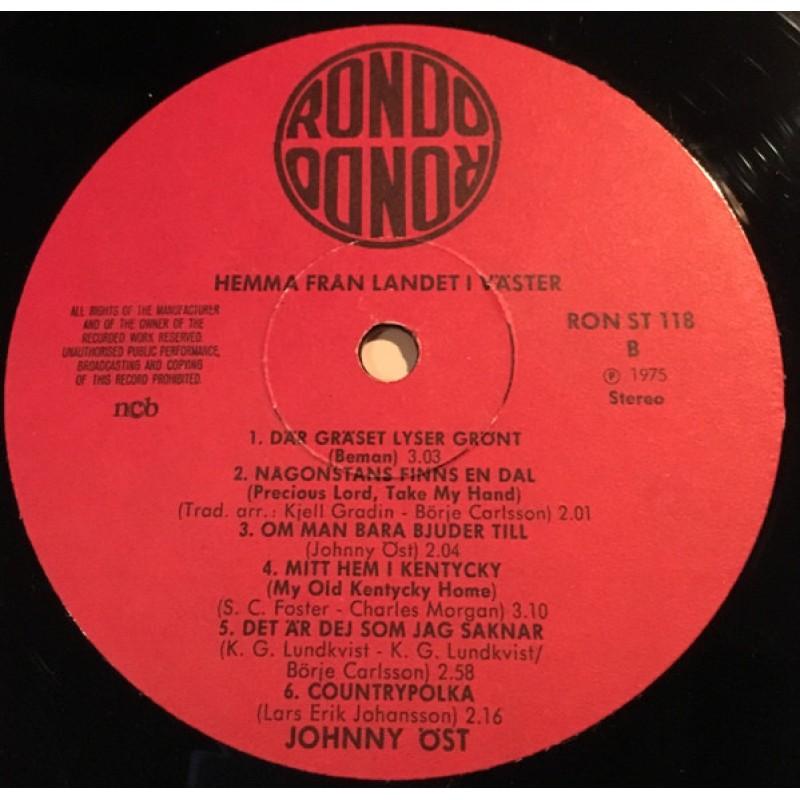 RONDO
RONDO
HEMMA FRÅN LANDET I VÄSTER
ALL RIGHTS OF THE MANUFACTURER
AND OF THE OWNER OF THE
RECORDED WORK RESERVED.
UNAUTHORISED PUBLIC PERFORMANCE,
BROADCASTING AND COPYING
OF THIS RECORD PROHIBITED.
ncb
RON ST 118
B
℗ 1975
Stereo
1. DÄR GRÄSET LYSER GRÖNT
(Beman) 3.03
2. NÅGONSTANS FINNS EN DAL
(Precious Lord, Take My Hand)
(Trad. arr.: Kjell Gradin - Börje Carlsson) 2.01
3. OM MAN BARA BJUDER TILL
(Johnny Öst) 2.04
4. MITT HEM I KENTYCKY
(My Old Kentycky Home)
(S. C. Foster - Charles Morgan) 3.10
5. DET ÄR DEJ SOM JAG SAKNAR
(K. G. Lundkvist - K. G. Lundkvist/
Börje Carlsson) 2.58
6. COUNTRYPOLKA
(Lars Erik Johansson) 2.16
JOHNNY ÖST